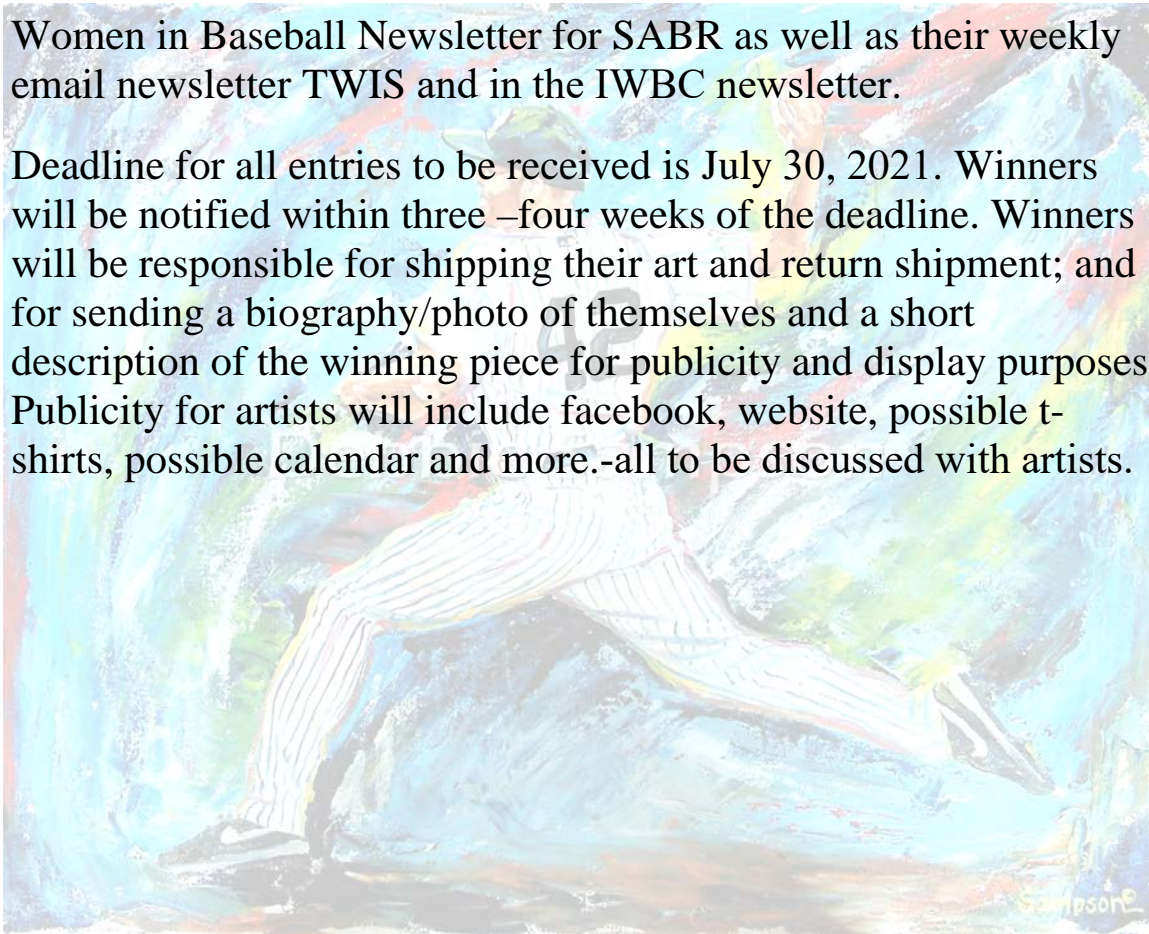 Women in Baseball Newsletter for SABR as well as their weekly
email newsletter TWIS and in the IWBC newsletter.
Deadline for all entries to be received is July 30, 2021. Winners
will be notified within three –four weeks of the deadline. Winners
will be responsible for shipping their art and return shipment; and
for sending a biography/photo of themselves and a short
description of the winning piece for publicity and display purposes
Publicity for artists will include facebook, website, possible t-
shirts, possible calendar and more.-all to be discussed with artists.
42